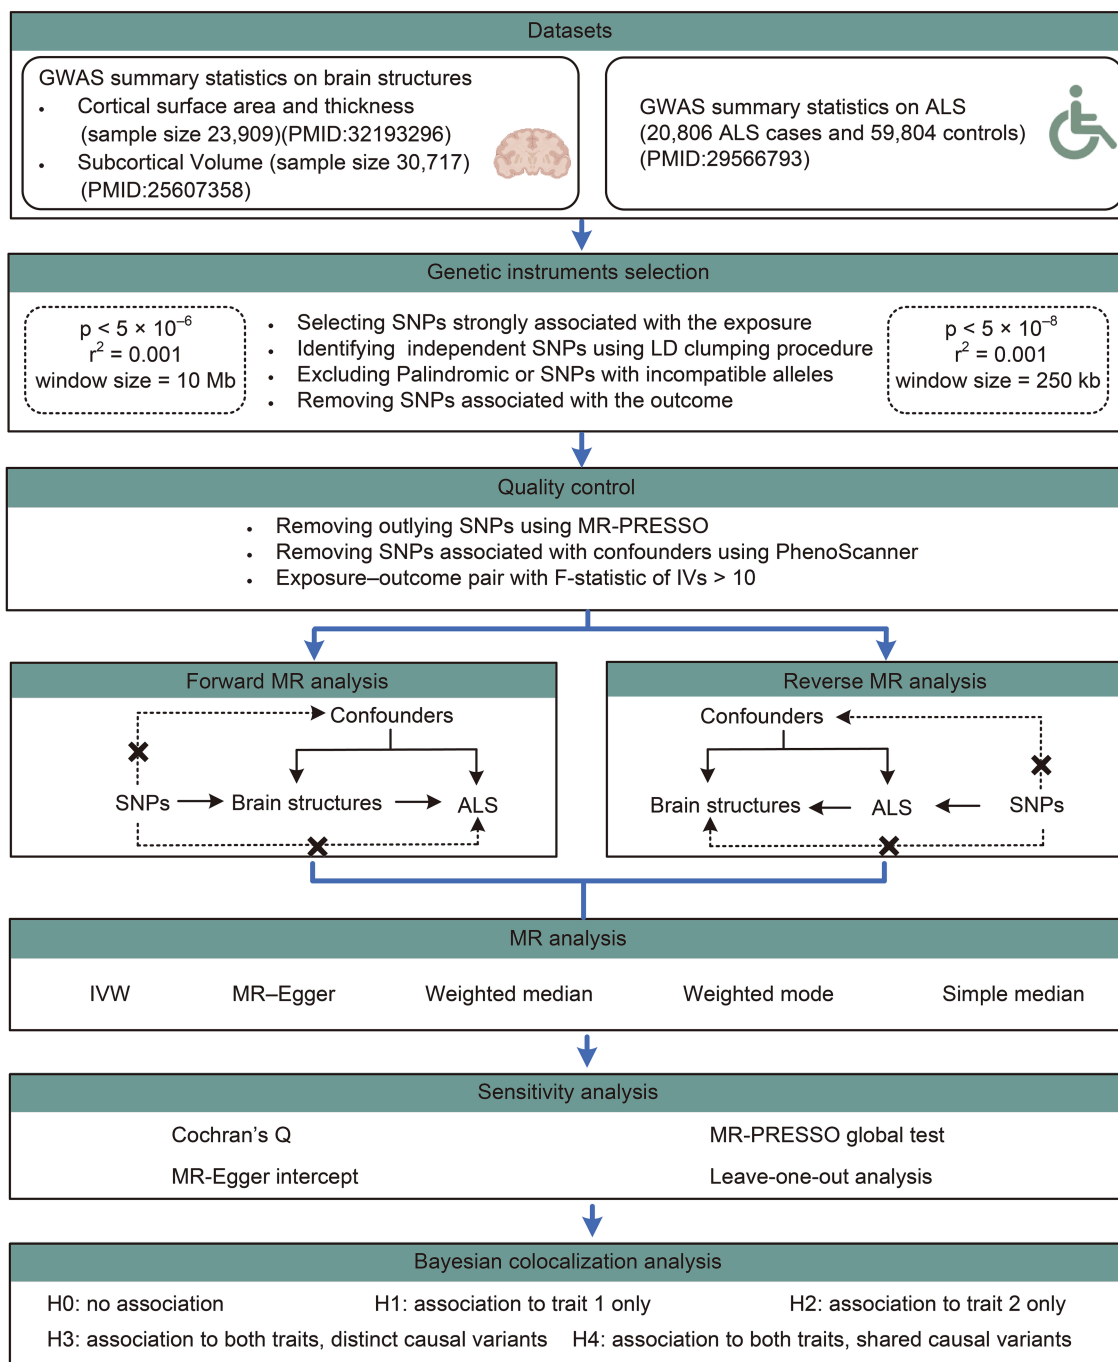 Datasets
GWAS summary statistics on brain structures
• Cortical surface area and thickness
(sample size 23,909)(PMID:32193296)
• Subcortical Volume (sample size 30,717)
(PMID:25607358)
GWAS summary statistics on ALS
(20,806 ALS cases and 59,804 controls)
(PMID:29566793)
Genetic instruments selection
p < 5 × 10⁻⁶
r² = 0.001
window size = 10 Mb
• Selecting SNPs strongly associated with the exposure
• Identifying independent SNPs using LD clumping procedure
• Excluding Palindromic or SNPs with incompatible alleles
• Removing SNPs associated with the outcome
p < 5 × 10⁻⁸
r² = 0.001
window size = 250 kb
Quality control
• Removing outlying SNPs using MR-PRESSO
• Removing SNPs associated with confounders using PhenoScanner
• Exposure–outcome pair with F-statistic of IVs > 10
Forward MR analysis
Confounders
SNPs Brain structures ALS
Reverse MR analysis
Confounders
Brain structures ALS SNPs
MR analysis
IVW MR–Egger Weighted median Weighted mode Simple median
Sensitivity analysis
Cochran's Q MR-PRESSO global test
MR-Egger intercept Leave-one-out analysis
Bayesian colocalization analysis
H0: no association H1: association to trait 1 only H2: association to trait 2 only
H3: association to both traits, distinct causal variants H4: association to both traits, shared causal variants